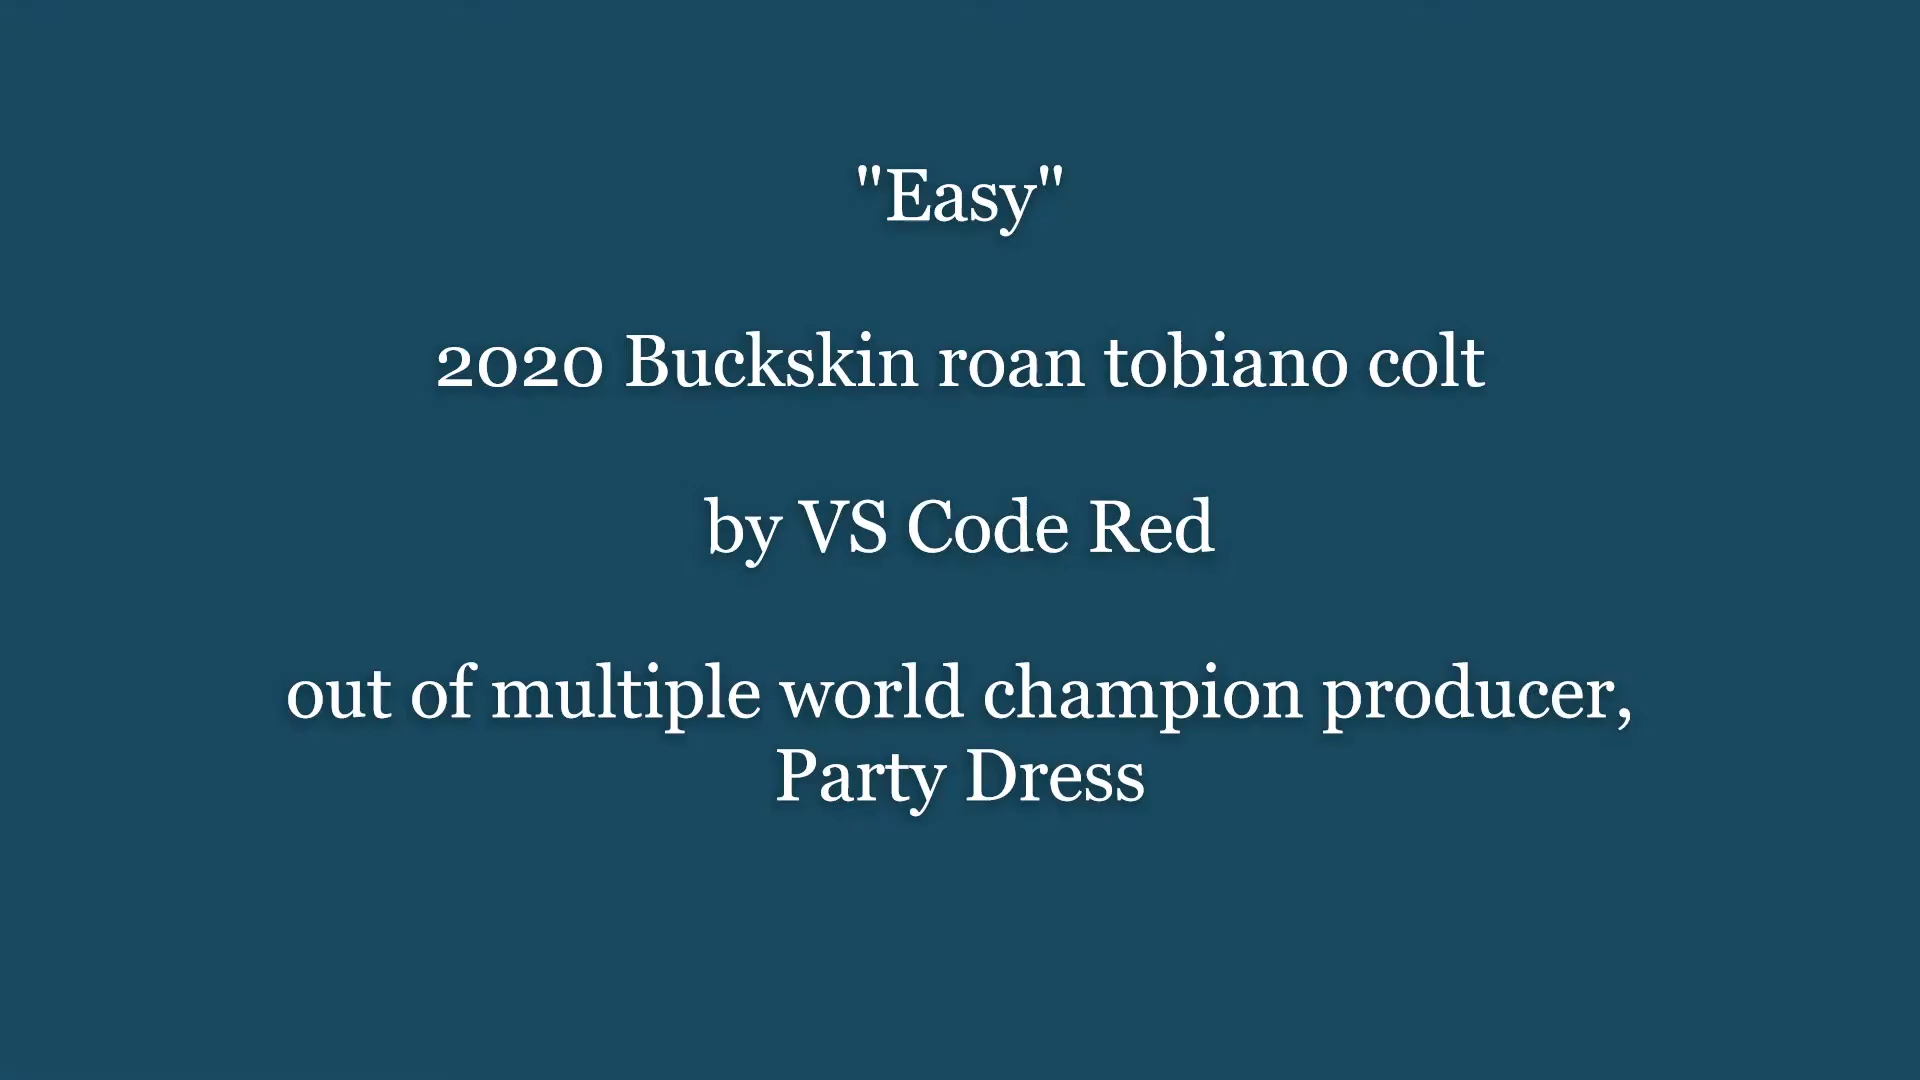 "Easy"
2020 Buckskin roan tobiano colt
by VS Code Red
out of multiple world champion producer,
Party Dress